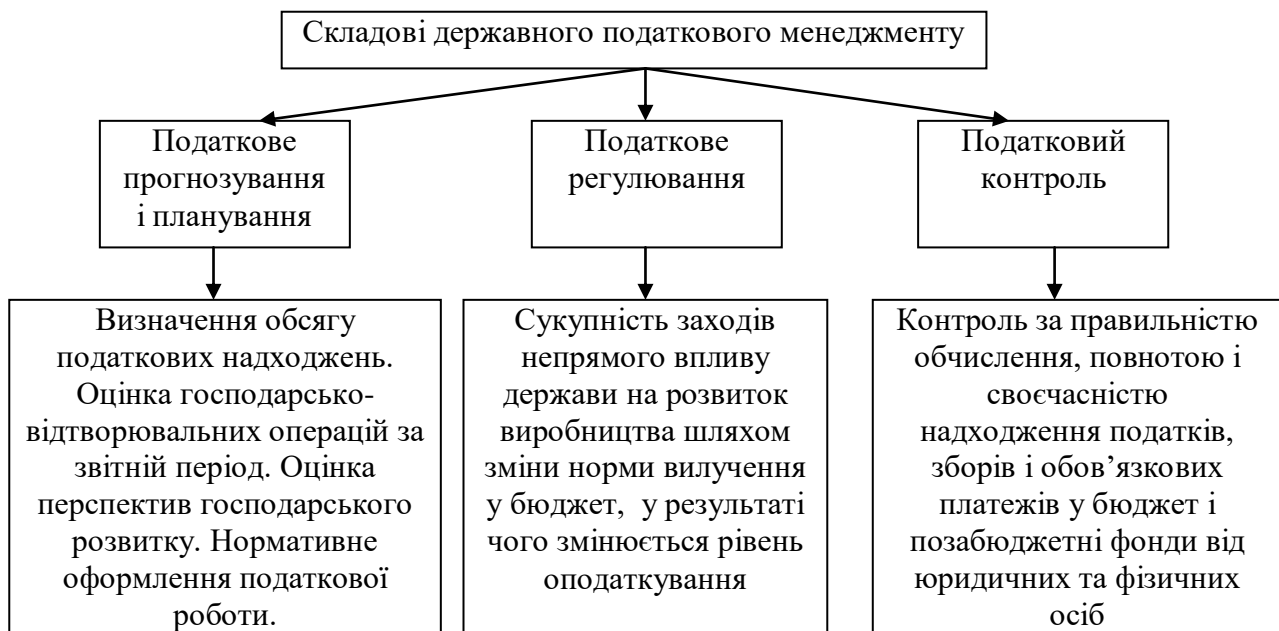 Складові державного податкового менеджменту
Податкове
прогнозування
і планування
Податкове
регулювання
Податковий
контроль
Визначення обсягу
податкових надходжень.
Оцінка господарсько-
відтворювальних операцій за
звітній період. Оцінка
перспектив господарського
розвитку. Нормативне
оформлення податкової
роботи.
Сукупність заходів
непрямого впливу
держави на розвиток
виробництва шляхом
зміни норми вилучення
у бюджет, у результаті
чого змінюється рівень
оподаткування
Контроль за правильністю
обчислення, повнотою і
своєчасністю
надходження податків,
зборів і обов’язкових
платежів у бюджет і
позабюджетні фонди від
юридичних та фізичних
осіб